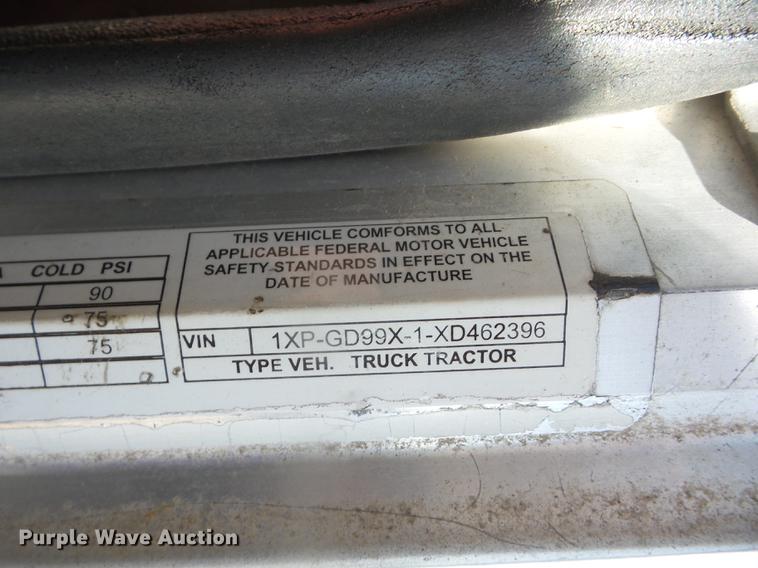 THIS VEHICLE COMFORMS TO ALL
APPLICABLE FEDERAL MOTOR VEHICLE
SAFETY STANDARDS IN EFFECT ON THE
DATE OF MANUFACTURE
COLD PSI
90
75
75
VIN 1XP-GD99X-1-XD462396
TYPE VEH. TRUCK TRACTOR
Purple Wave Auction